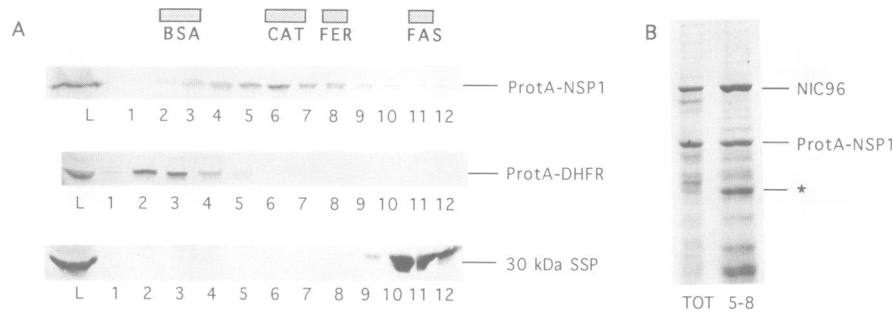 A
BSA CAT FER FAS
ProtA-NSP1
L 1 2 3 4 5 6 7 8 9 10 11 12
ProtA-DHFR
L 1 2 3 4 5 6 7 8 9 10 11 12
30 kDa SSP
L 1 2 3 4 5 6 7 8 9 10 11 12
B
NIC96
ProtA-NSP1
*
TOT 5-8